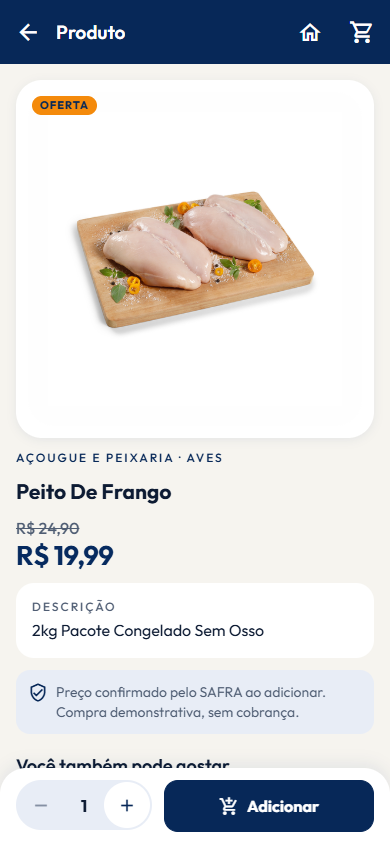 Produto
OFERTA
AÇOUGUE E PEIXARIA · AVES
Peito De Frango
R$ 24,90
R$ 19,99
DESCRIÇÃO
2kg Pacote Congelado Sem Osso
Preço confirmado pelo SAFRA ao adicionar.
Compra demonstrativa, sem cobrança.
Você também pode gostar
− 1 +
Adicionar